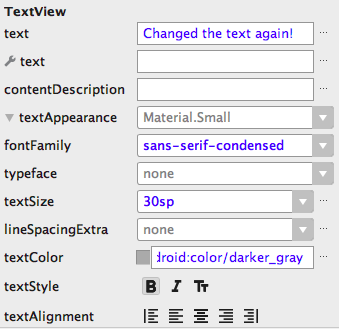 TextView
text Changed the text again! ...
text ...
contentDescription ...
textAppearance Material.Small
fontFamily sans-serif-condensed ...
typeface none
textSize 30sp ...
lineSpacingExtra none ...
textColor droid:color/darker_gray ...
textStyle B I Tт
textAlignment